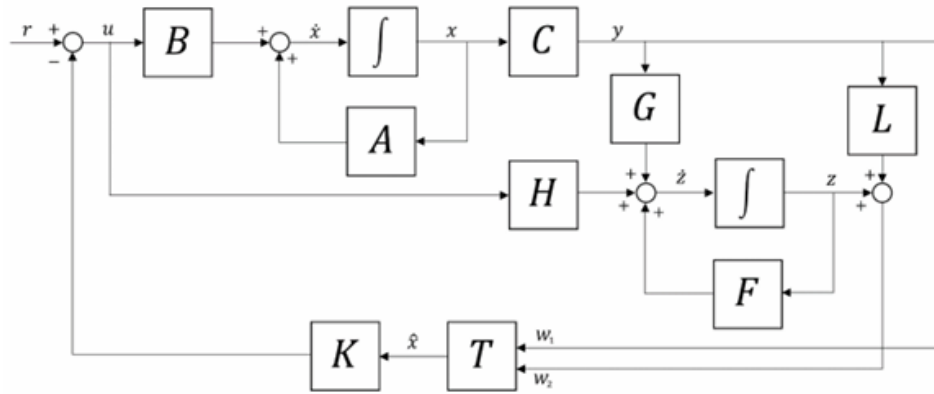 r + − u B + + ẋ ∫ x C y
G L
A
H + + + ż ∫ z + +
F
K x̂ T W₁
W₂